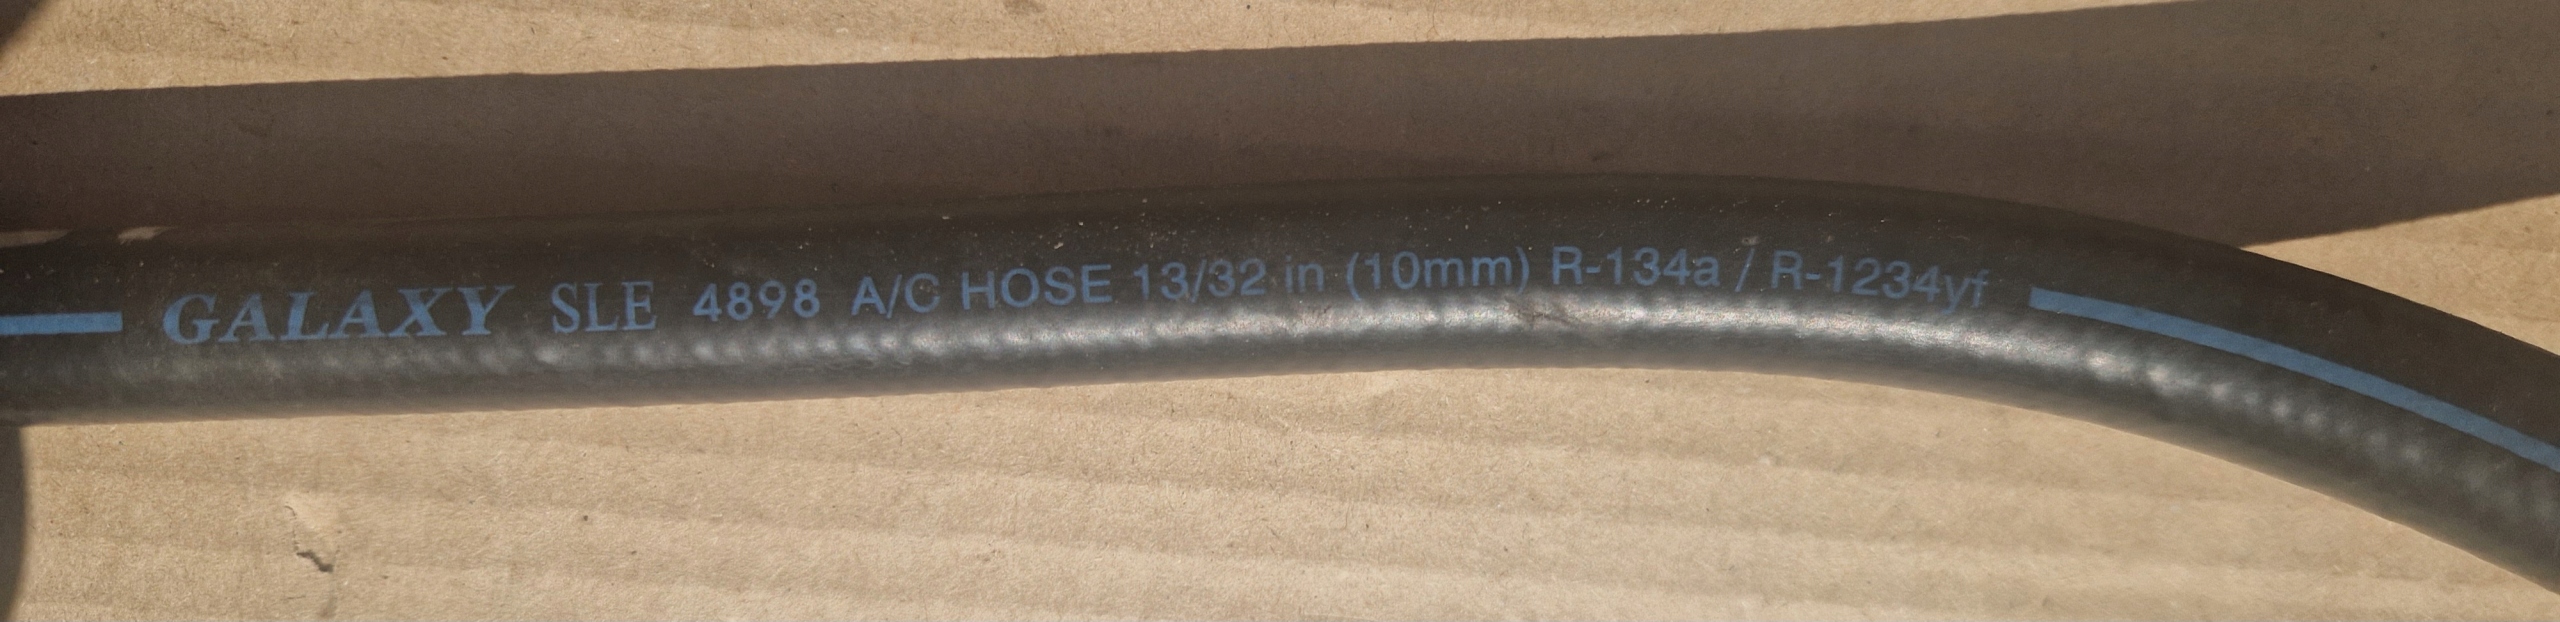 GALAXY SLE 4898 A/C HOSE 13/32 in (10mm) R-134a / R-1234yf